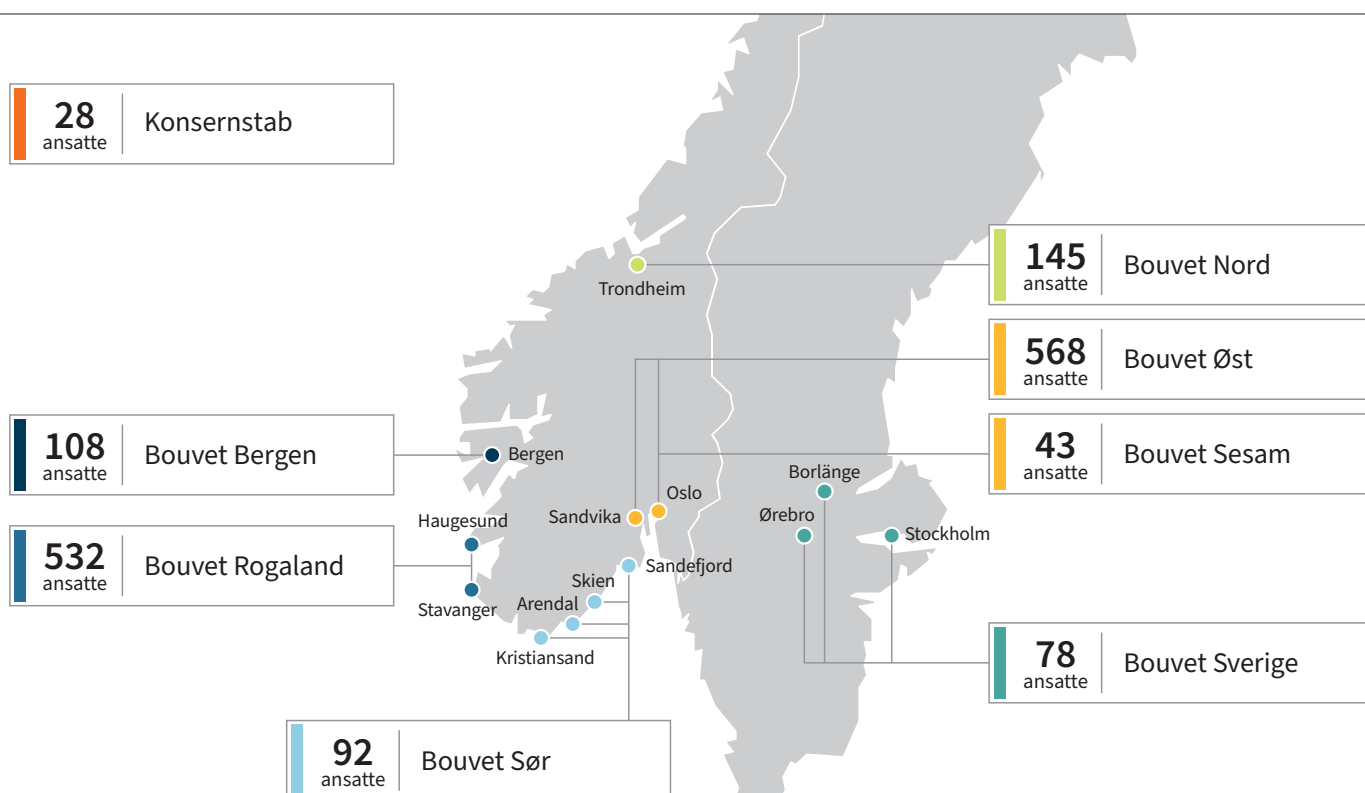 28
ansatte
Konsernstab
145
ansatte
Bouvet Nord
Trondheim
568
ansatte
Bouvet Øst
108
ansatte
Bouvet Bergen
Bergen
43
ansatte
Bouvet Sesam
Borlänge
Oslo
Sandvika
Ørebro
Haugesund
Stockholm
532
ansatte
Bouvet Rogaland
Sandefjord
Skien
Stavanger
Arendal
Kristiansand
78
ansatte
Bouvet Sverige
92
ansatte
Bouvet Sør